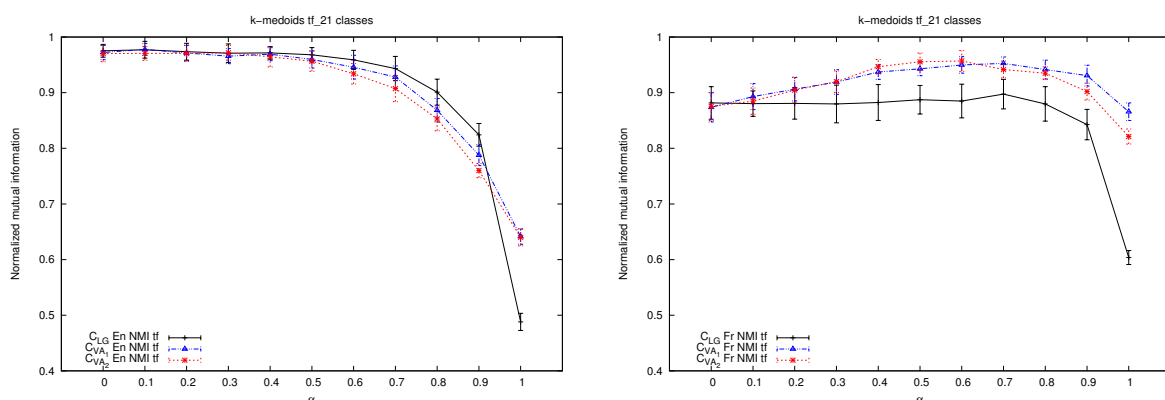 k-medoids tf_21 classes
Normalized mutual information
1
0.9
0.8
0.7
0.6
0.5
0.4
C_LG En NMI tf
C_VA1 En NMI tf
C_VA2 En NMI tf
0 0.1 0.2 0.3 0.4 0.5 0.6 0.7 0.8 0.9 1
k-medoids tf_21 classes
Normalized mutual information
1
0.9
0.8
0.7
0.6
0.5
0.4
C_LG Fr NMI tf
C_VA1 Fr NMI tf
C_VA2 Fr NMI tf
0 0.1 0.2 0.3 0.4 0.5 0.6 0.7 0.8 0.9 1